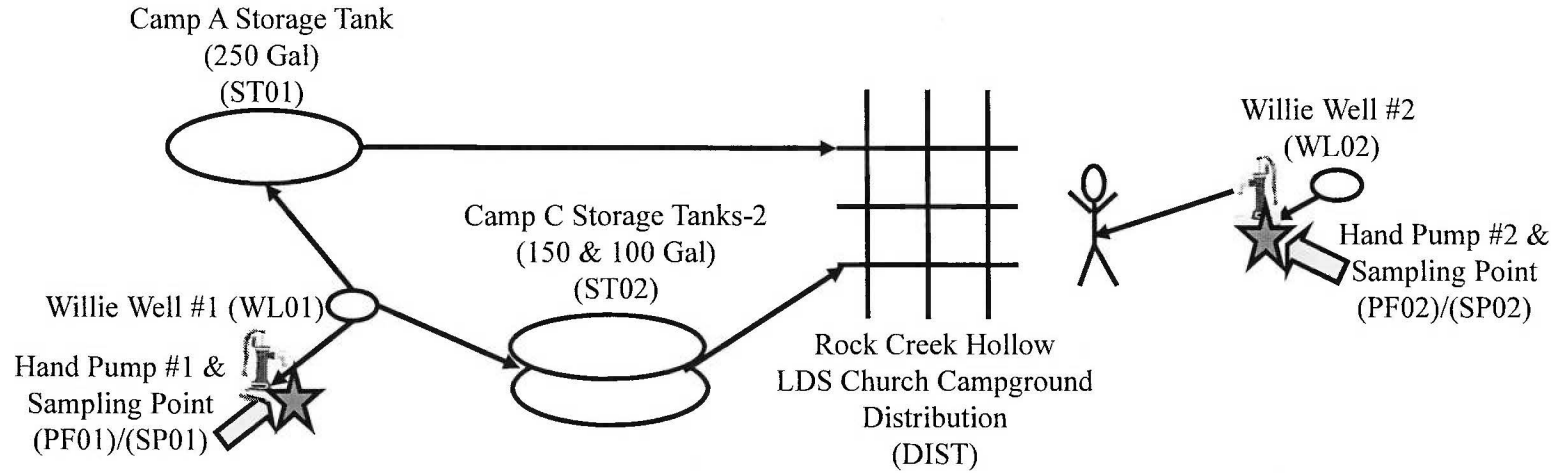 Camp A Storage Tank
(250 Gal)
(ST01)
Camp C Storage Tanks-2
(150 & 100 Gal)
(ST02)
Willie Well #1 (WL01)
Hand Pump #1 &
Sampling Point
(PF01)/(SP01)
Rock Creek Hollow
LDS Church Campground
Distribution
(DIST)
Willie Well #2
(WL02)
Hand Pump #2 &
Sampling Point
(PF02)/(SP02)